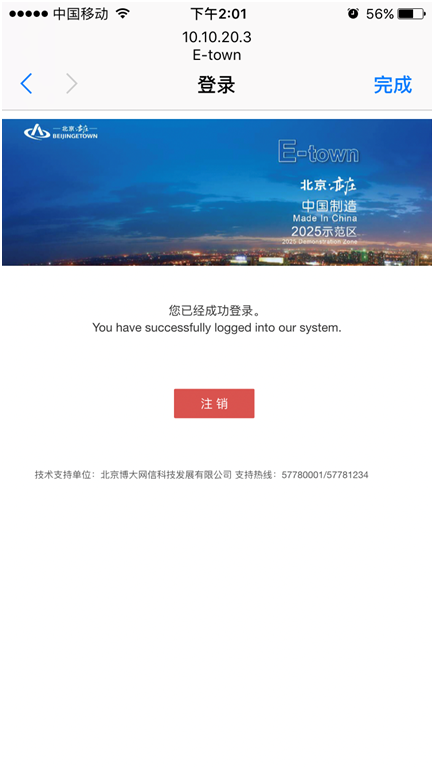 中国移动 下午2:01 56%
10.10.20.3
E-town
登录 完成
北京 亦庄
BEIJINGETOWN
E-town
北京 亦庄
中国制造
Made In China
2025示范区
2025 Demonstration Zone
您已经成功登录。
You have successfully logged into our system.
注 销
技术支持单位：北京博大网信科技发展有限公司 支持热线：57780001/57781234